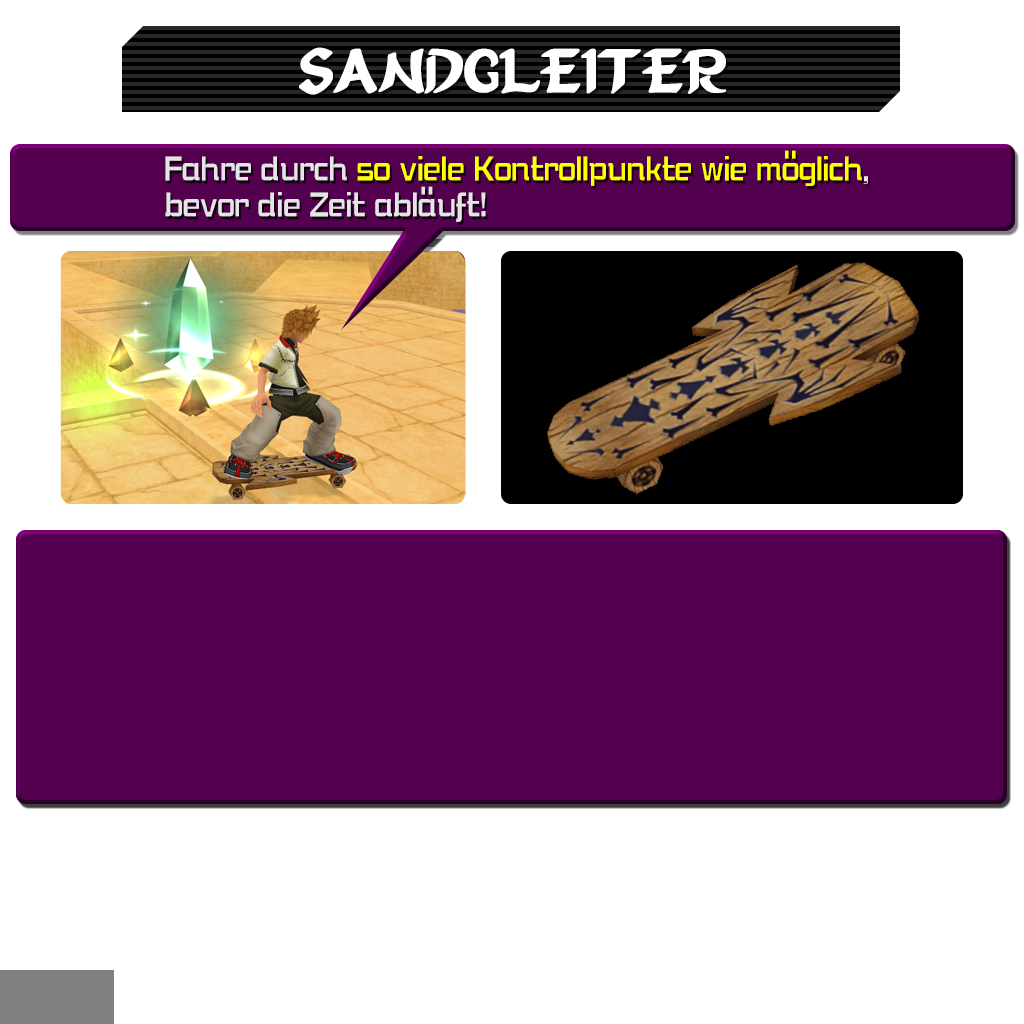 SANDGLEITER
Fahre durch so viele Kontrollpunkte wie möglich,
bevor die Zeit abläuft!